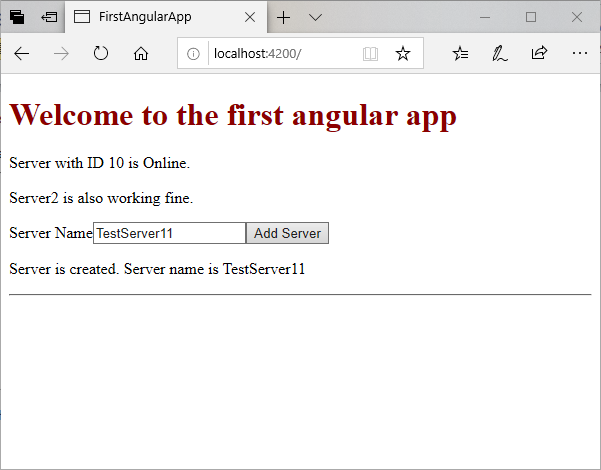 FirstAngularApp
localhost:4200/
Welcome to the first angular app
Server with ID 10 is Online.
Server2 is also working fine.
Server Name TestServer11 Add Server
Server is created. Server name is TestServer11